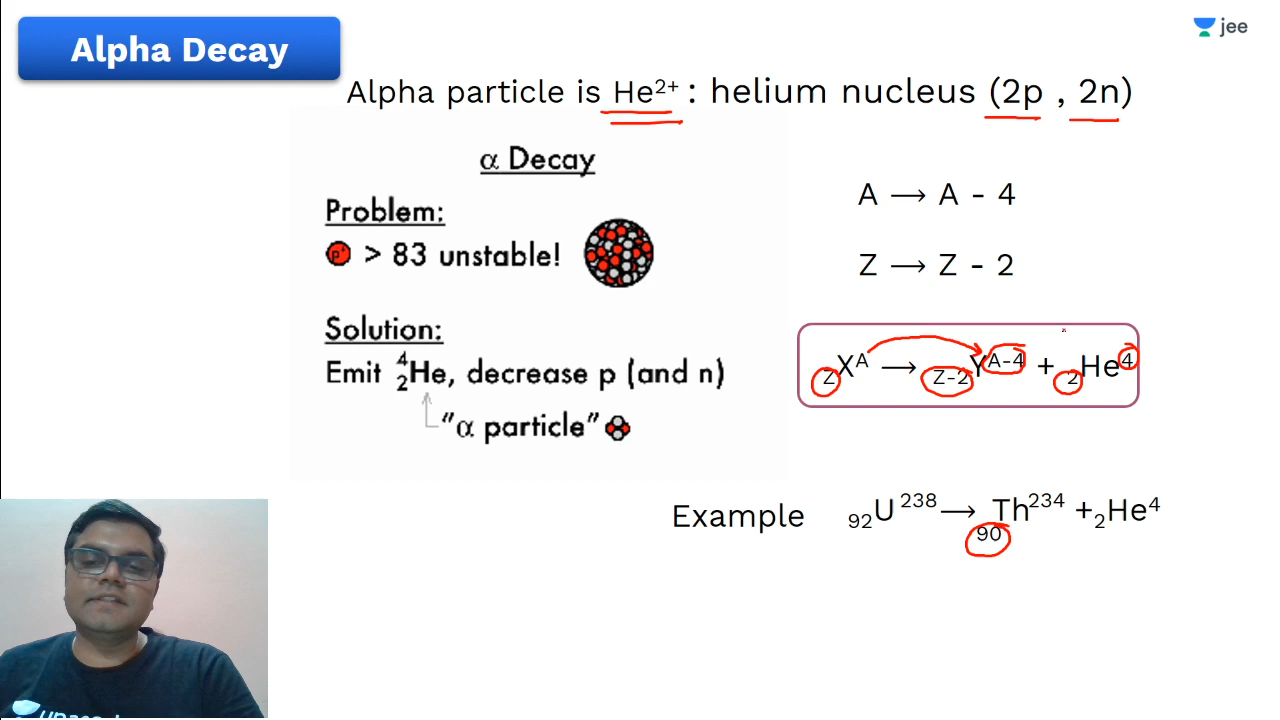 Alpha Decay
jee
Alpha particle is He²⁺ : helium nucleus (2p , 2n)
α Decay
Problem:
p⁺ > 83 unstable!
Solution:
Emit ⁴₂He, decrease p (and n)
"α particle"
A ⟶ A - 4
Z ⟶ Z - 2
ZXᴬ ⟶ Z-2Yᴬ⁻⁴ + ₂He⁴
Example ₉₂U²³⁸ ⟶ ₉₀Th²³⁴ + ₂He⁴